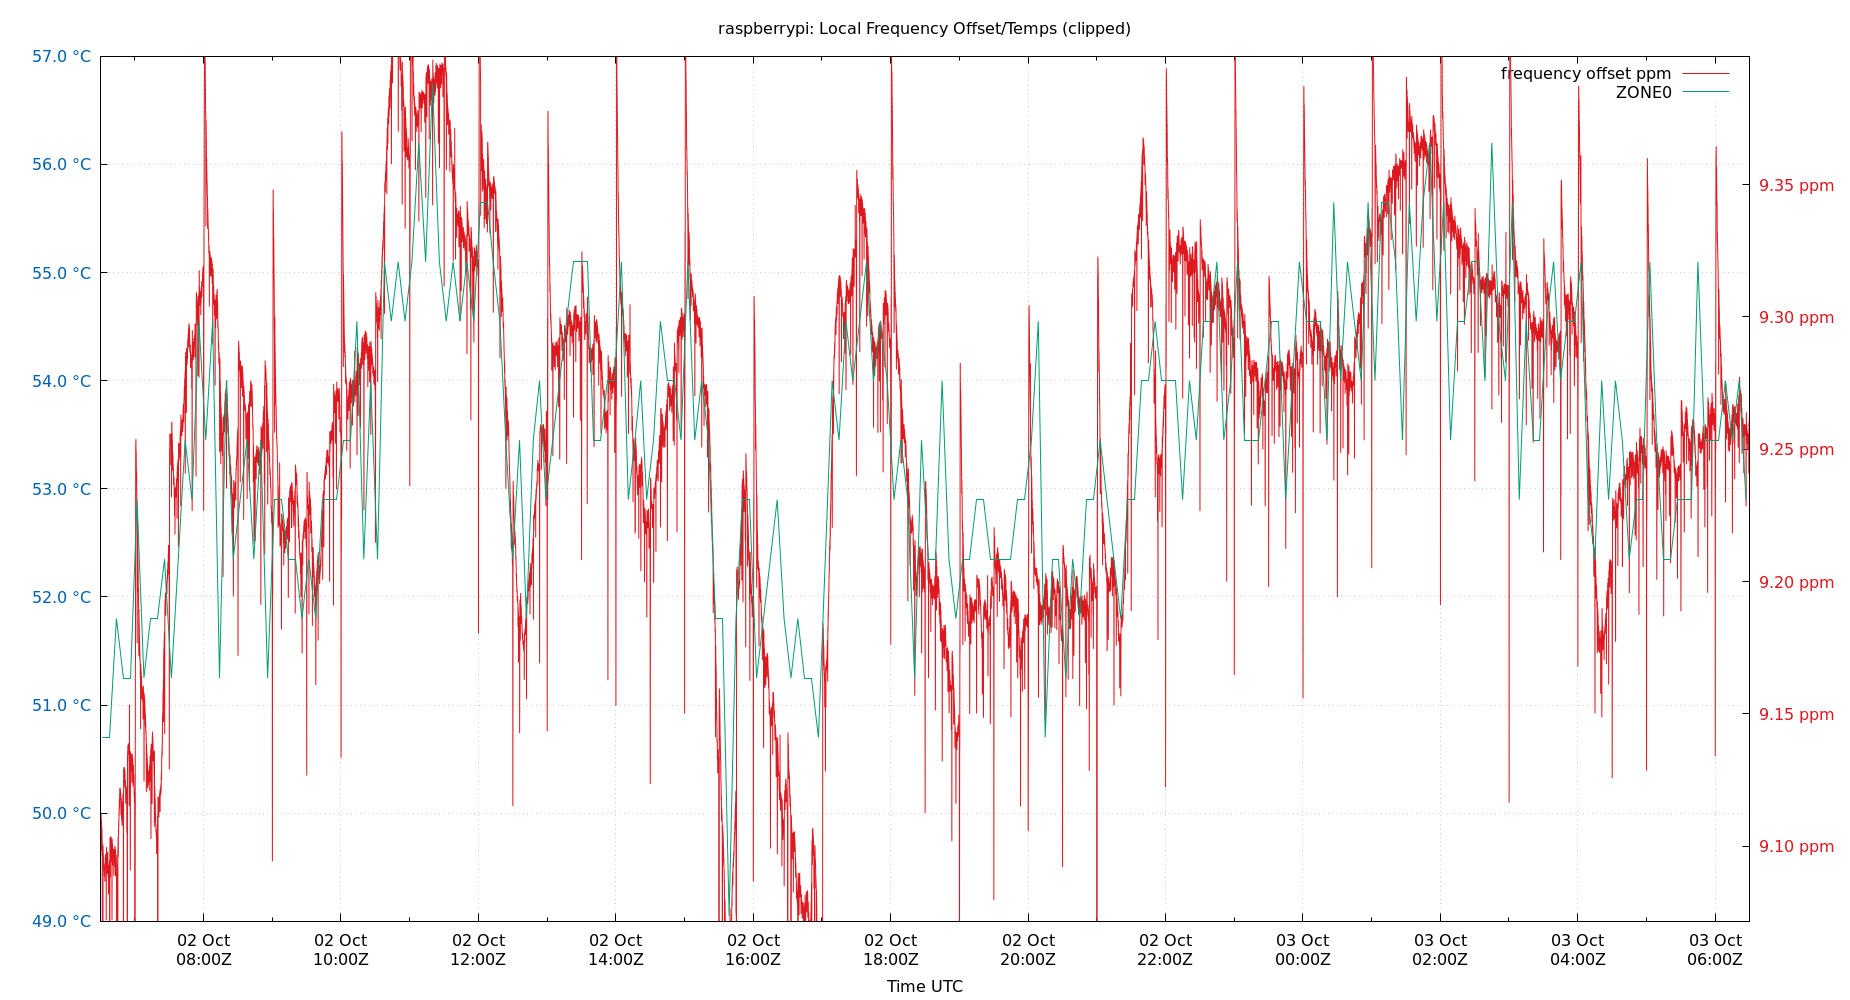 raspberrypi: Local Frequency Offset/Temps (clipped)
frequency offset ppm
ZONE0
57.0 °C
56.0 °C
55.0 °C
54.0 °C
53.0 °C
52.0 °C
51.0 °C
50.0 °C
49.0 °C
9.35 ppm
9.30 ppm
9.25 ppm
9.20 ppm
9.15 ppm
9.10 ppm
02 Oct 02 Oct 02 Oct 02 Oct 02 Oct 02 Oct 02 Oct 02 Oct 03 Oct 03 Oct 03 Oct 03 Oct
08:00Z 10:00Z 12:00Z 14:00Z 16:00Z 18:00Z 20:00Z 22:00Z 00:00Z 02:00Z 04:00Z 06:00Z
Time UTC